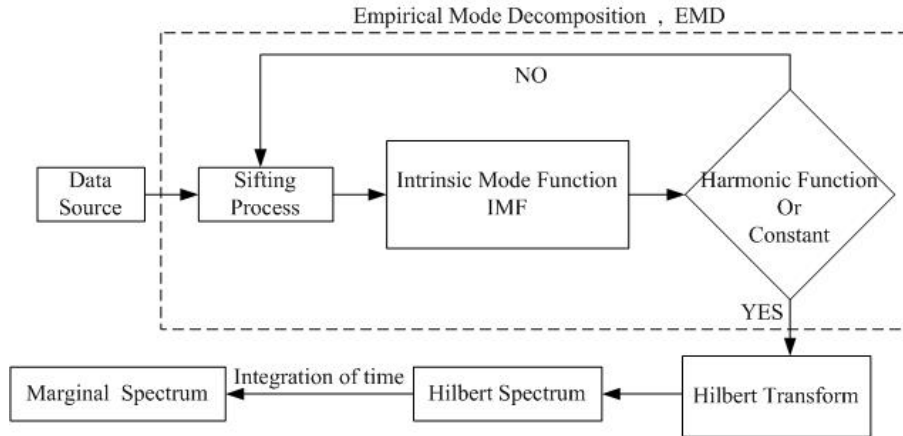 Empirical Mode Decomposition , EMD
NO
Data
Source
Sifting
Process
Intrinsic Mode Function
IMF
Harmonic Function
Or
Constant
YES
Marginal Spectrum
Integration of time
Hilbert Spectrum
Hilbert Transform